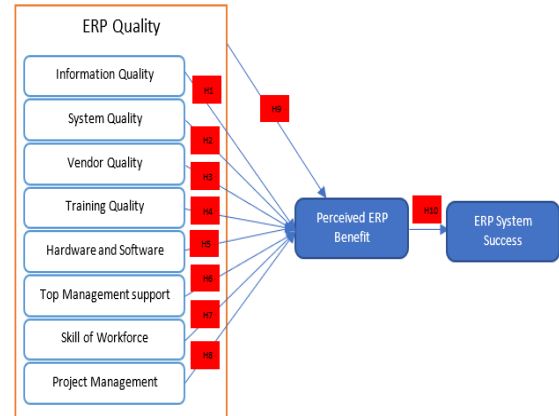 ERP Quality
Information Quality
H1
H9
System Quality
H2
Vendor Quality
H3
Training Quality
H4
Perceived ERP
Benefit
H10
ERP System
Success
Hardware and Software
H5
Top Management support
H6
Skill of Workforce
H7
Project Management
H8